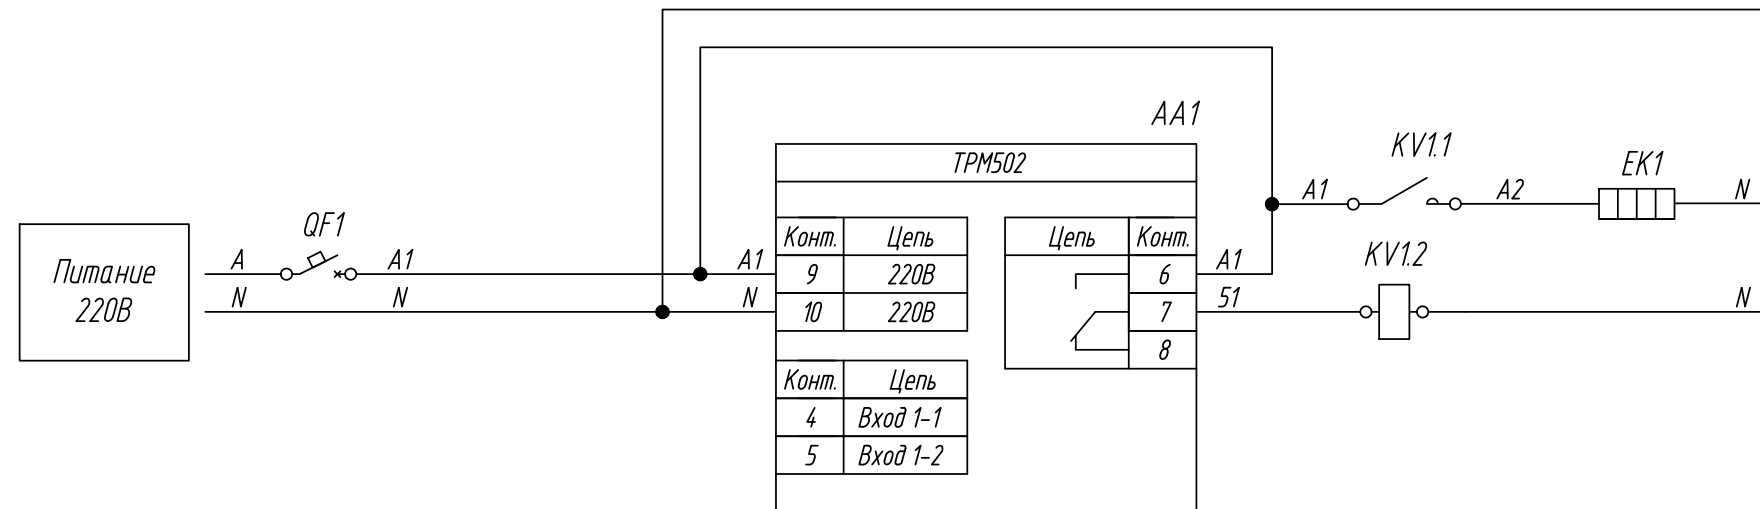 AA1
ТРМ502
KV1.1
EK1
A1
A2
N
QF1
Питание
220В
A
A1
A1
N
N
N
Конт.
Цепь
9
220В
10
220В
Цепь
Конт.
6
7
8
A1
51
KV1.2
N
Конт.
Цепь
4
Вход 1-1
5
Вход 1-2